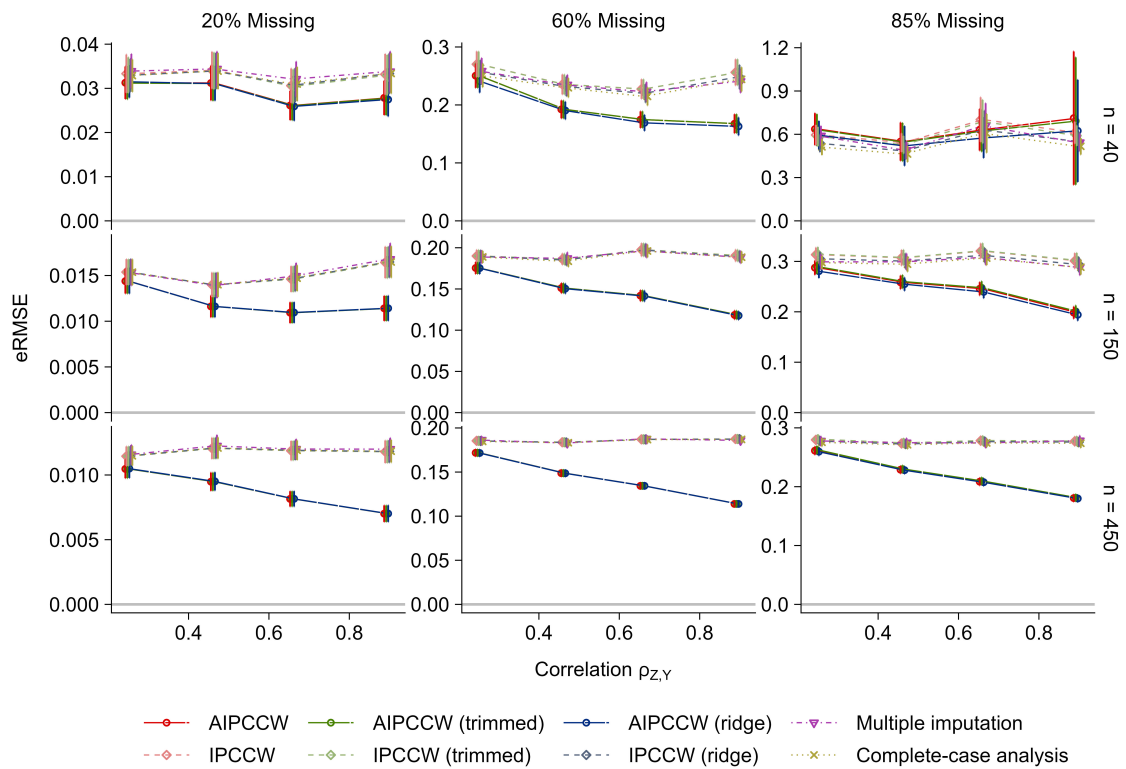 20% Missing 60% Missing 85% Missing
0.04 0.3 1.2
0.03 0.9
0.02 0.2 0.6
0.01 0.1 0.3
0.00 0.0 0.0
n = 40
0.20 0.3
0.015 0.15
0.010 0.10 0.2
0.005 0.05 0.1
0.000 0.00 0.0
n = 150
eRMSE
0.20 0.3
0.010 0.15 0.2
0.005 0.10 0.1
0.05
0.000 0.00 0.0
n = 450
0.4 0.6 0.8 0.4 0.6 0.8 0.4 0.6 0.8
Correlation ρZ,Y
AIPCCW AIPCCW (trimmed) AIPCCW (ridge) Multiple imputation
IPCCW IPCCW (trimmed) IPCCW (ridge) Complete-case analysis